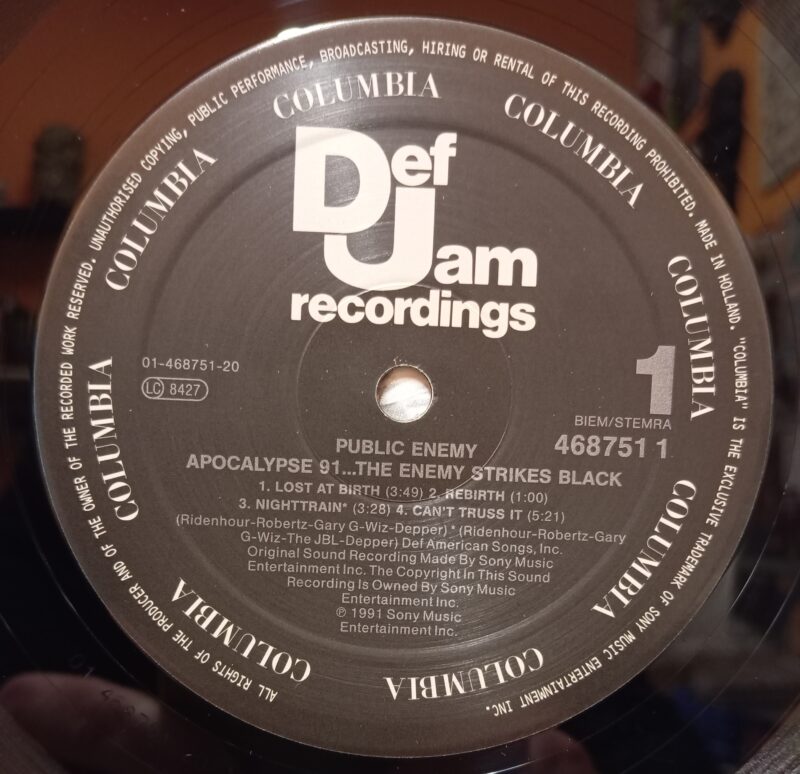 ALL RIGHTS OF THE PRODUCER AND OF THE OWNER OF THE RECORDED WORK RESERVED. UNAUTHORISED COPYING, PUBLIC PERFORMANCE, BROADCASTING, HIRING OR RENTAL OF THIS RECORDING PROHIBITED. MADE IN HOLLAND. "COLUMBIA" IS THE EXCLUSIVE TRADEMARK OF SONY MUSIC ENTERTAINMENT INC.
COLUMBIA
COLUMBIA
COLUMBIA
COLUMBIA
COLUMBIA
COLUMBIA
COLUMBIA
COLUMBIA
Def
Jam
recordings
01-468751-20
LC 8427
1
BIEM/STEMRA
468751 1
PUBLIC ENEMY
APOCALYPSE 91...THE ENEMY STRIKES BLACK
1. LOST AT BIRTH (3:49) 2. REBIRTH (1:00)
3. NIGHTTRAIN* (3:28) 4. CAN'T TRUSS IT (5:21)
(Ridenhour-Robertz-Gary G-Wiz-Depper) * (Ridenhour-Robertz-Gary
G-Wiz-The JBL-Depper) Def American Songs, Inc.
Original Sound Recording Made By Sony Music
Entertainment Inc. The Copyright In This Sound
Recording Is Owned By Sony Music
Entertainment Inc.
℗ 1991 Sony Music
Entertainment Inc.